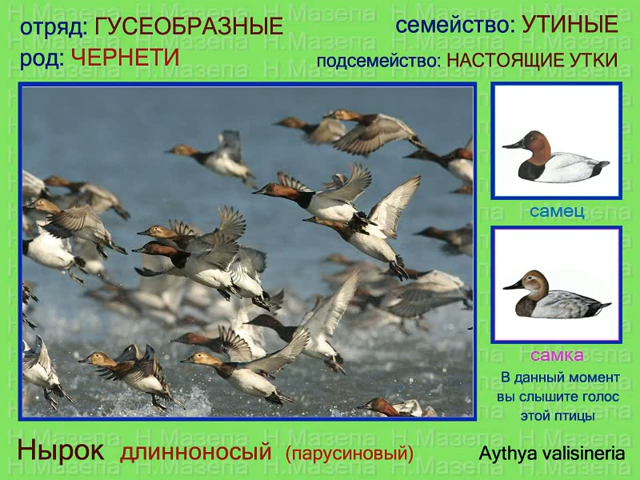 отряд: ГУСЕОБРАЗНЫЕ
семейство: УТИНЫЕ
род: ЧЕРНЕТИ
подсемейство: НАСТОЯЩИЕ УТКИ
самец
самка
В данный момент
вы слышите голос
этой птицы
Нырок длинноносый (парусиновый)
Aythya valisineria
Н.Мазепа